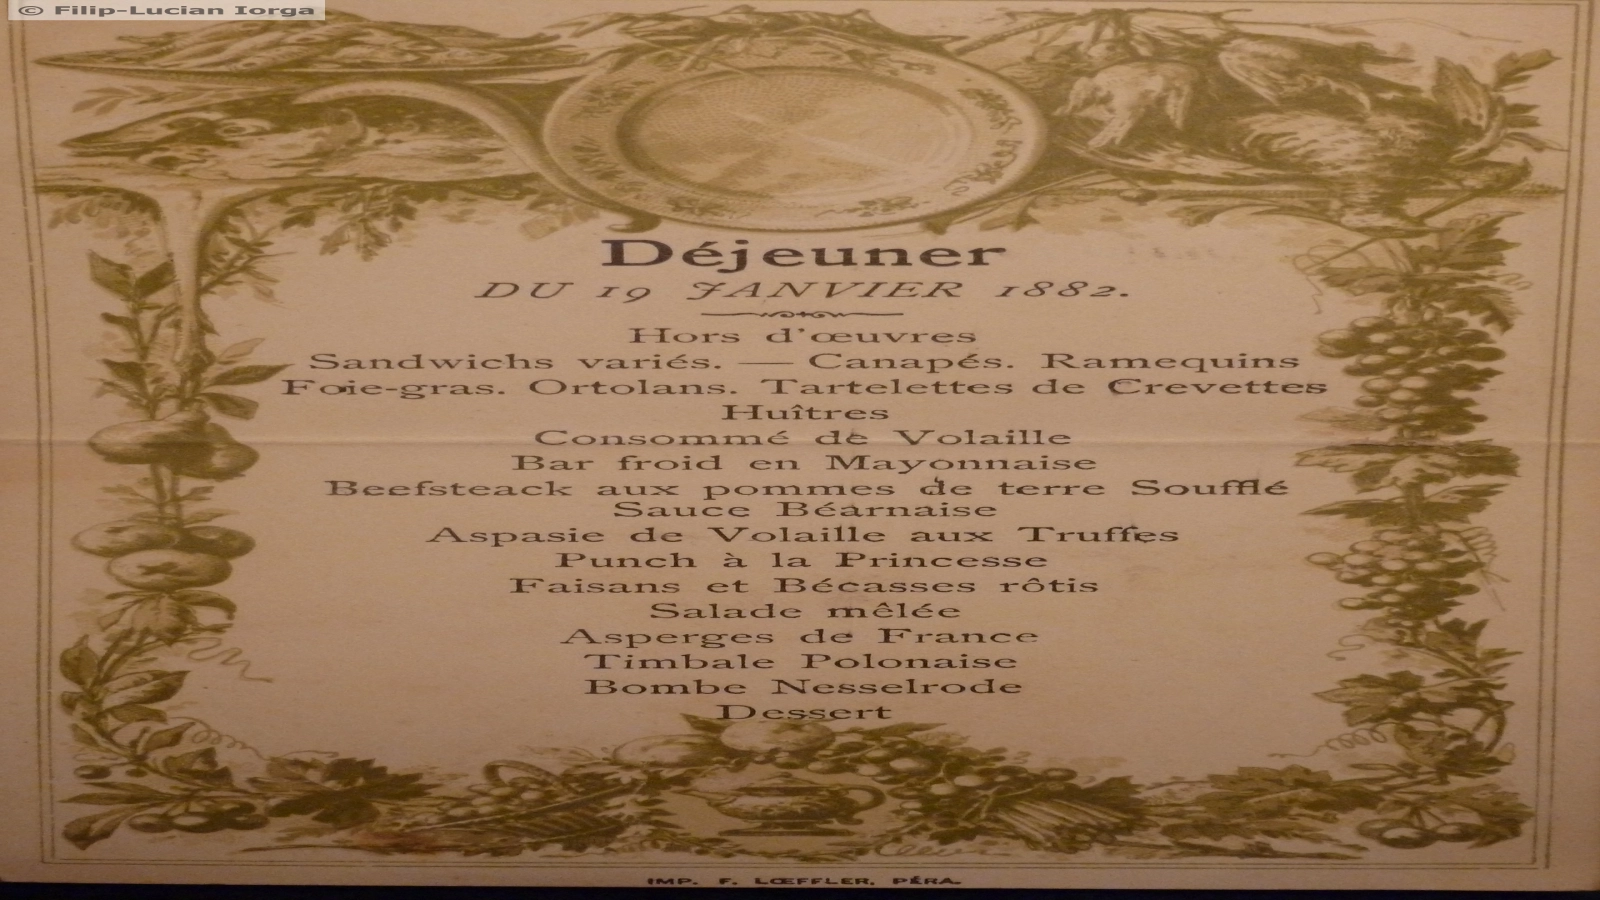 © Filip-Lucian Iorga
Déjeuner
DU 19 JANVIER 1882.
Hors d'œuvres
Sandwichs variés. — Canapés. Ramequins
Foie-gras. Ortolans. Tartelettes de Crevettes
Huîtres
Consommé de Volaille
Bar froid en Mayonnaise
Beefsteack aux pommes de terre Soufflé
Sauce Béarnaise
Aspasie de Volaille aux Truffes
Punch à la Princesse
Faisans et Bécasses rôtis
Salade mêlée
Asperges de France
Timbale Polonaise
Bombe Nesselrode
Dessert
IMP. F. LŒFFLER, PÉRA.